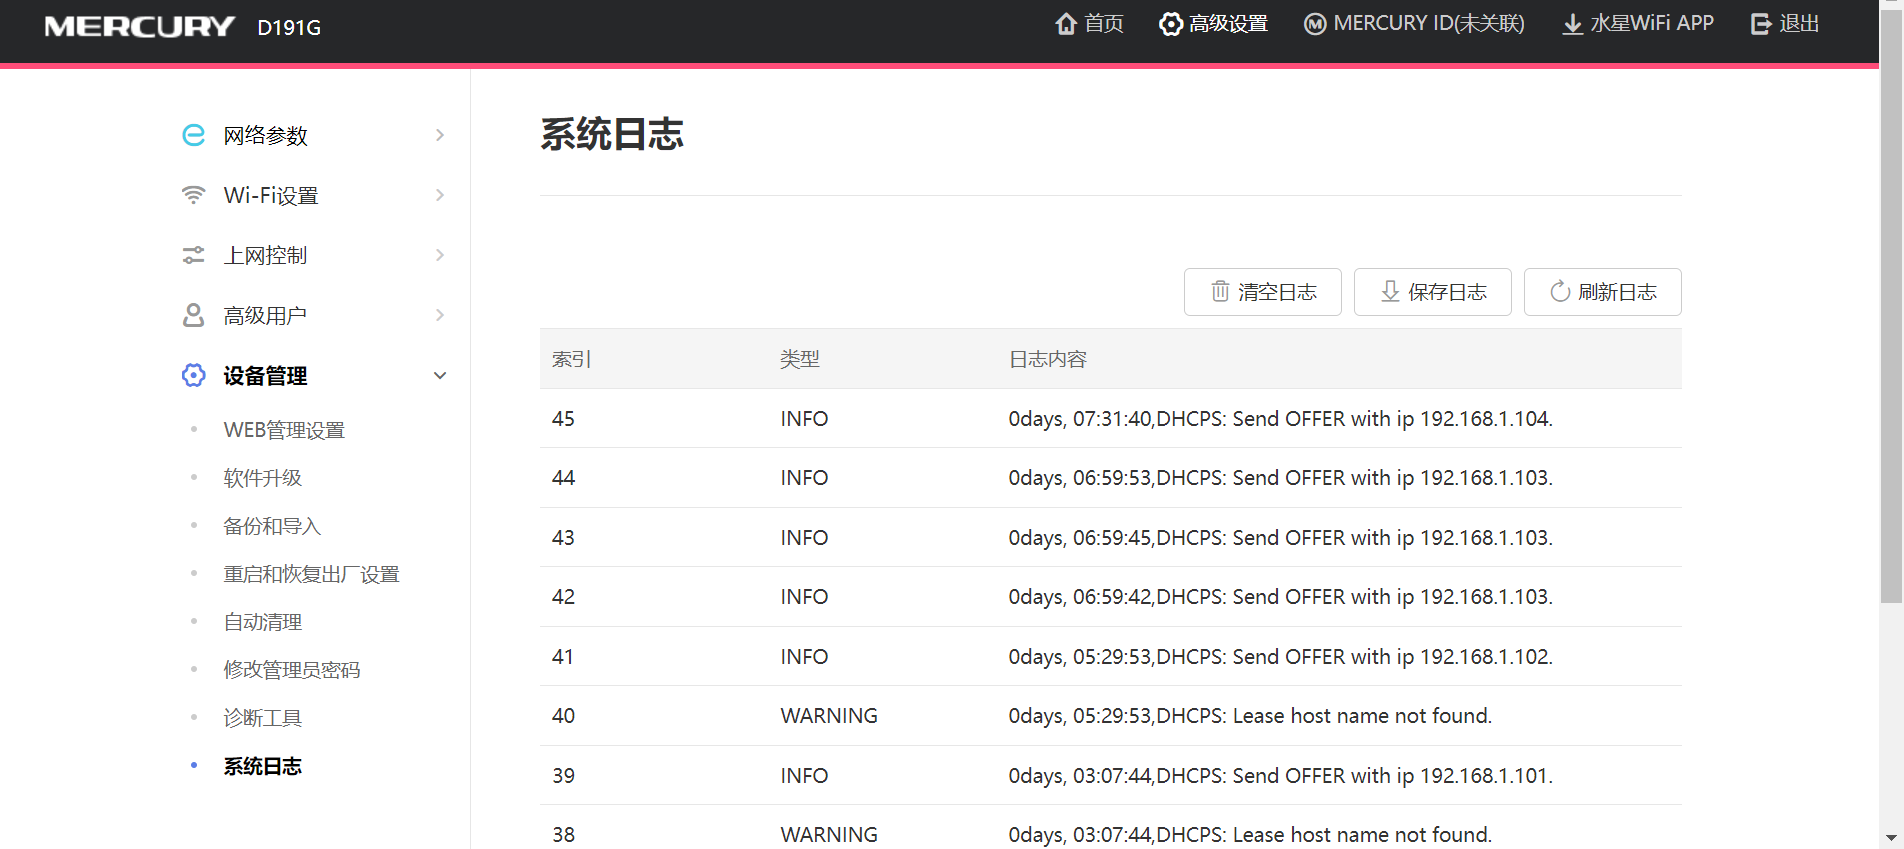 MERCURY D191G 首页 高级设置 MERCURY ID(未关联) 水星WiFi APP 退出
网络参数
Wi-Fi设置
上网控制
高级用户
设备管理
WEB管理设置
软件升级
备份和导入
重启和恢复出厂设置
自动清理
修改管理员密码
诊断工具
系统日志
系统日志
清空日志 保存日志 刷新日志
索引 类型 日志内容
45 INFO 0days, 07:31:40,DHCPS: Send OFFER with ip 192.168.1.104.
44 INFO 0days, 06:59:53,DHCPS: Send OFFER with ip 192.168.1.103.
43 INFO 0days, 06:59:45,DHCPS: Send OFFER with ip 192.168.1.103.
42 INFO 0days, 06:59:42,DHCPS: Send OFFER with ip 192.168.1.103.
41 INFO 0days, 05:29:53,DHCPS: Send OFFER with ip 192.168.1.102.
40 WARNING 0days, 05:29:53,DHCPS: Lease host name not found.
39 INFO 0days, 03:07:44,DHCPS: Send OFFER with ip 192.168.1.101.
38 WARNING 0days, 03:07:44,DHCPS: Lease host name not found.